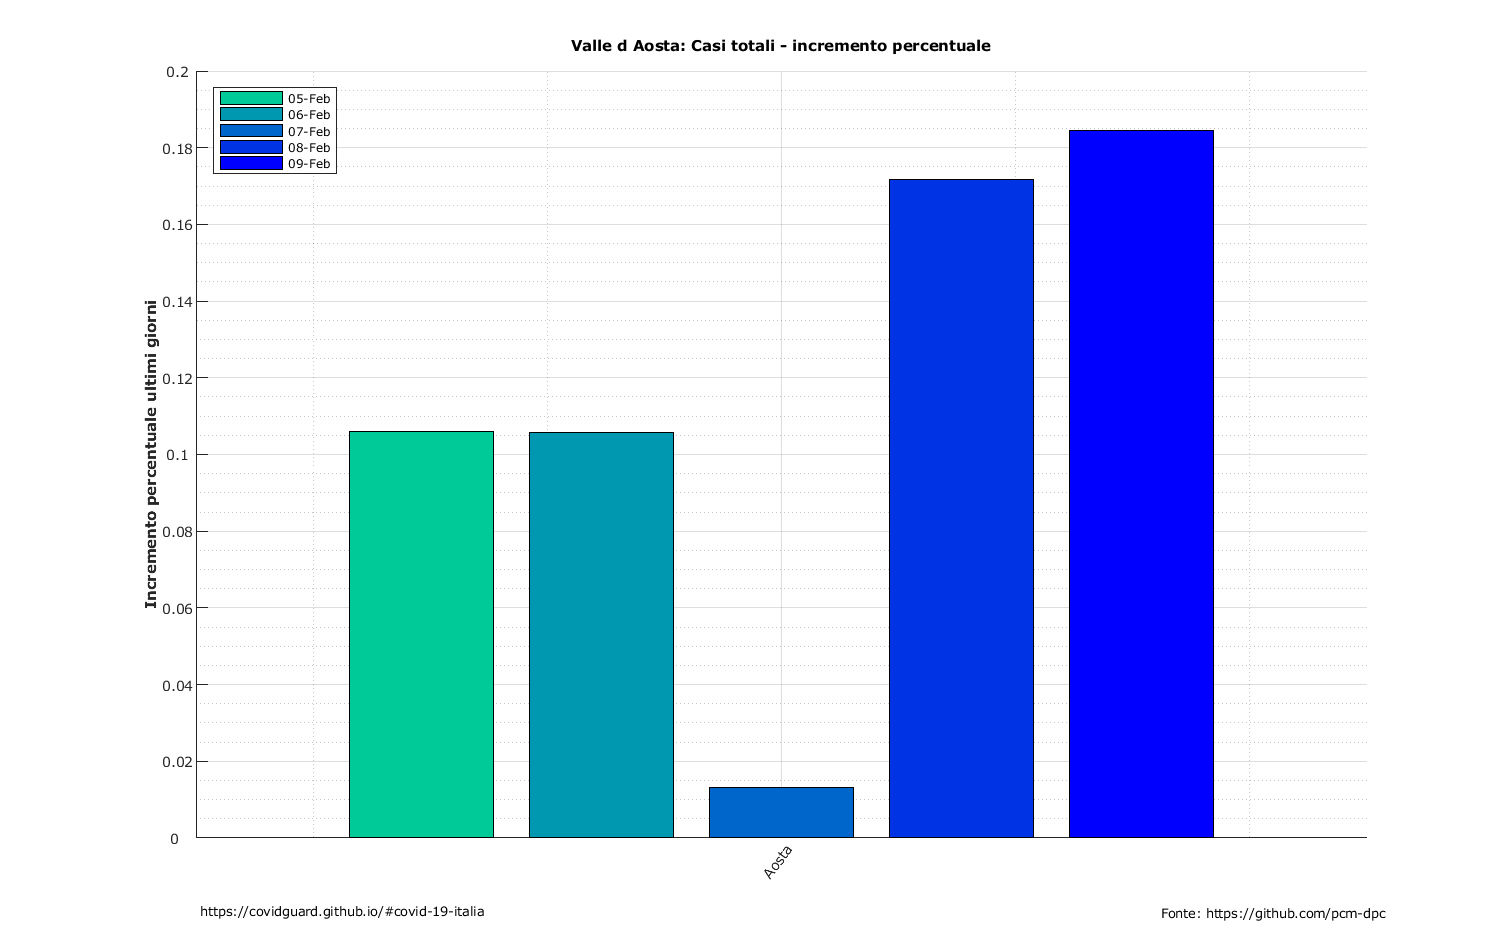 Valle d Aosta: Casi totali - incremento percentuale
0.2
0.18
0.16
0.14
0.12
0.1
0.08
0.06
0.04
0.02
0
Incremento percentuale ultimi giorni
05-Feb
06-Feb
07-Feb
08-Feb
09-Feb
Aosta
https://covidguard.github.io/#covid-19-italia
Fonte: https://github.com/pcm-dpc